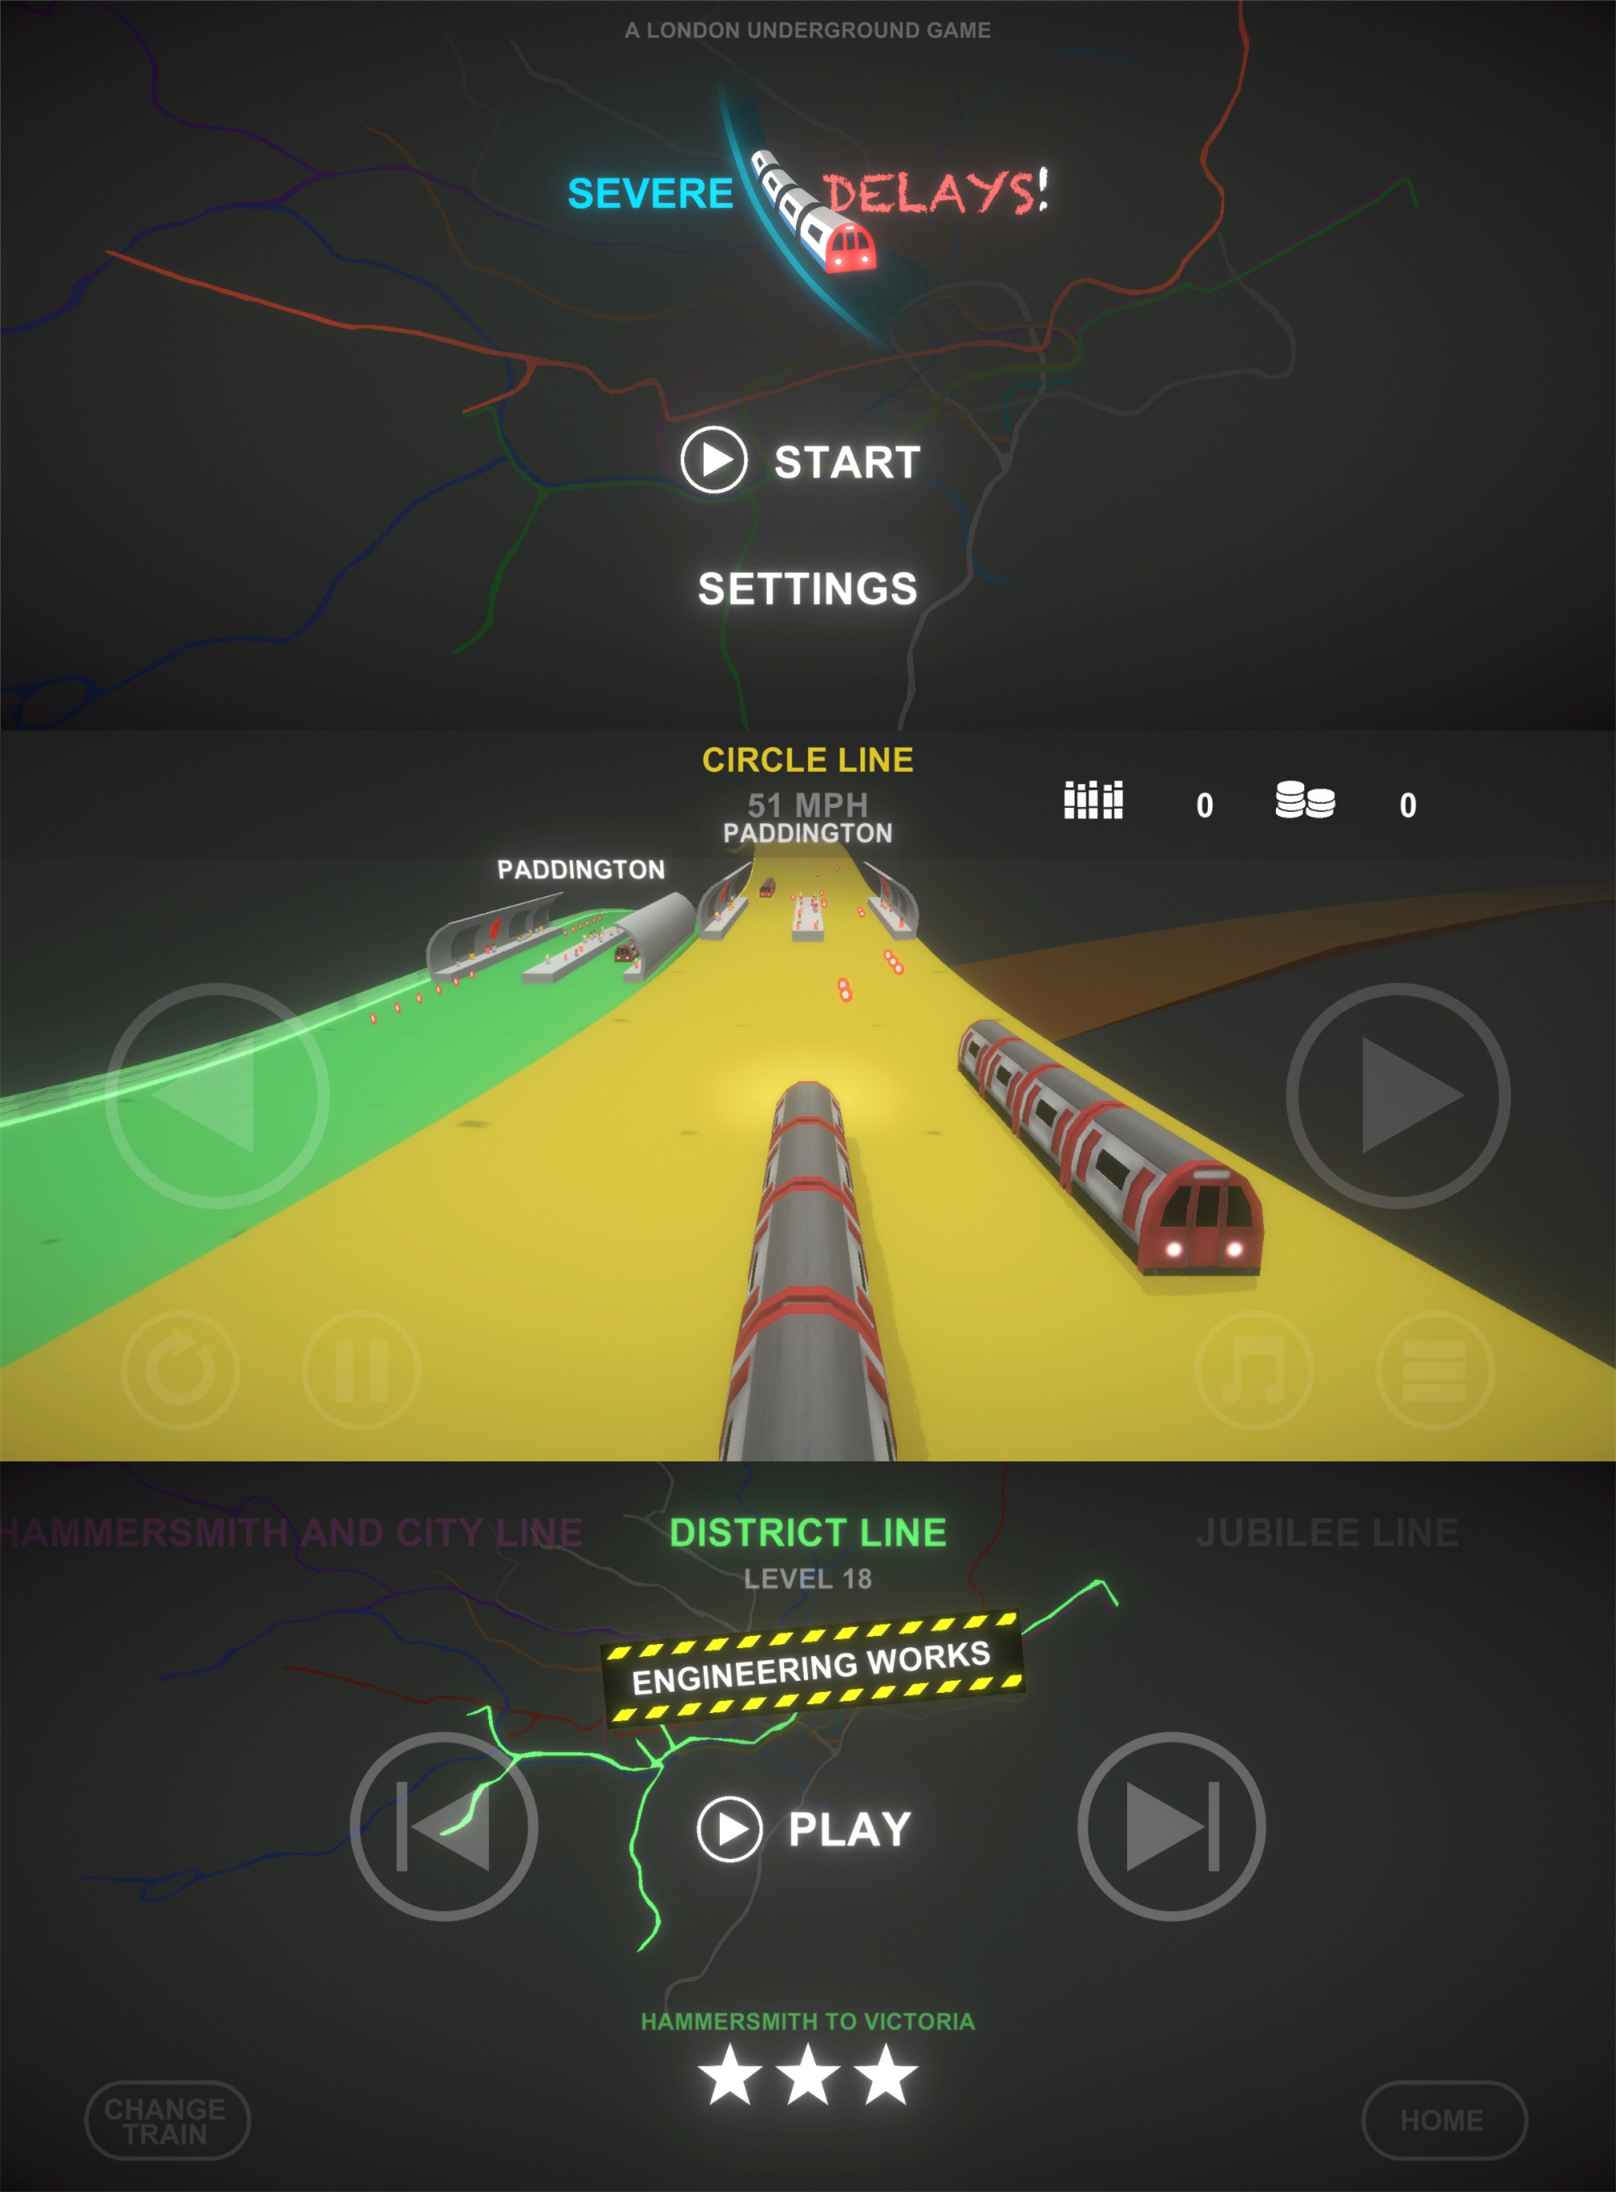 A LONDON UNDERGROUND GAME
SEVERE DELAYS!
START
SETTINGS
CIRCLE LINE
51 MPH
0 0
PADDINGTON
PADDINGTON
HAMMERSMITH AND CITY LINE DISTRICT LINE JUBILEE LINE
LEVEL 18
ENGINEERING WORKS
PLAY
HAMMERSMITH TO VICTORIA
CHANGE
TRAIN
HOME